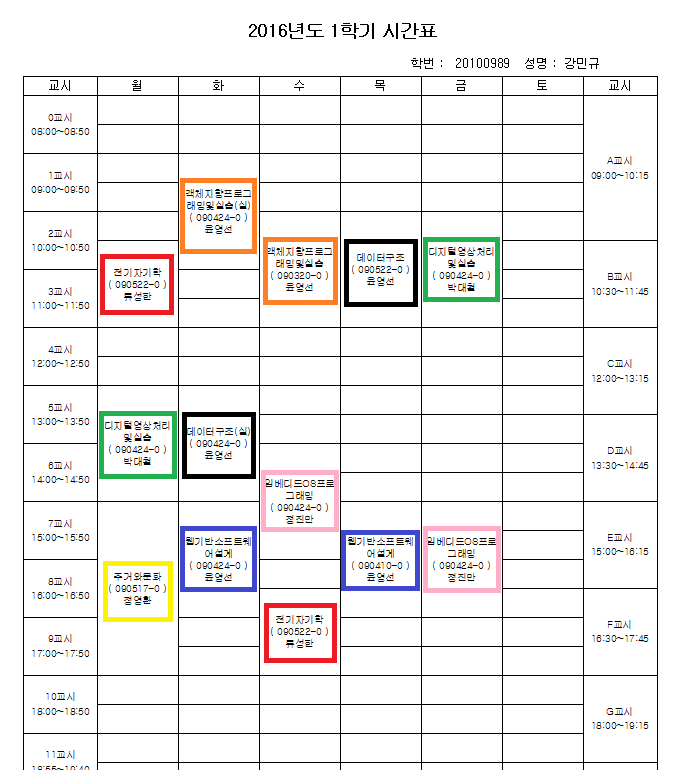 2016년도 1학기 시간표
학번 : 20100989 성명 : 강민규
교시 월 화 수 목 금 토 교시
0교시
08:00~08:50
A교시
09:00~10:15
1교시
09:00~09:50
객체지향프로그
래밍및실습(실)
( 090424-0 )
윤영선
2교시
10:00~10:50
객체지향프로그
래밍및실습
( 090320-0 )
윤영선
데이터구조
( 090522-0 )
윤영선
디지털영상처리
및실습
( 090424-0 )
박대철
전기자기학
( 090522-0 )
류성한
B교시
10:30~11:45
3교시
11:00~11:50
4교시
12:00~12:50
C교시
12:00~13:15
5교시
13:00~13:50
디지털영상처리
및실습
( 090424-0 )
박대철
데이터구조(실)
( 090424-0 )
윤영선
D교시
13:30~14:45
6교시
14:00~14:50
임베디드OS프로
그래밍
( 090424-0 )
정진만
7교시
15:00~15:50
웹기반소프트웨
어설계
( 090424-0 )
윤영선
웹기반소프트웨
어설계
( 090410-0 )
윤영선
임베디드OS프로
그래밍
( 090424-0 )
정진만
E교시
15:00~16:15
8교시
16:00~16:50
주거와문화
( 090517-0 )
정영환
전기자기학
( 090522-0 )
류성한
F교시
16:30~17:45
9교시
17:00~17:50
10교시
18:00~18:50
G교시
18:00~19:15
11교시
18:55~19:40